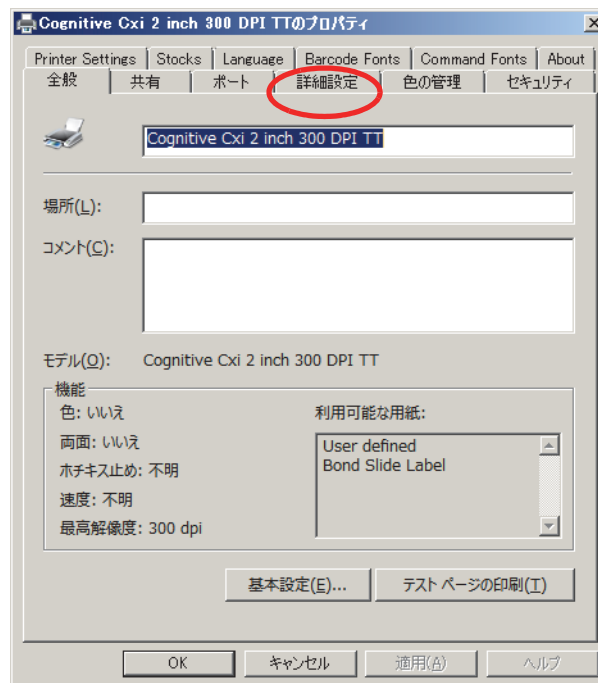 Cognitive Cxi 2 inch 300 DPI TTのプロパティ
Printer Settings Stocks Language Barcode Fonts Command Fonts About
全般 共有 ポート 詳細設定 色の管理 セキュリティ
Cognitive Cxi 2 inch 300 DPI TT
場所(L):
コメント(C):
モデル(O): Cognitive Cxi 2 inch 300 DPI TT
機能
色: いいえ 利用可能な用紙:
両面: いいえ User defined
ホチキス止め: 不明 Bond Slide Label
速度: 不明
最高解像度: 300 dpi
基本設定(E)... テスト ページの印刷(T)
OK キャンセル 適用(A) ヘルプ